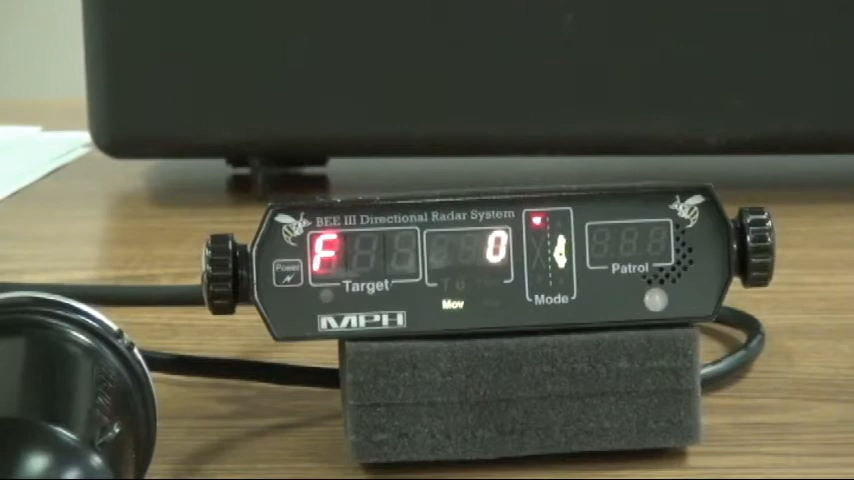 BEE III Directional Radar System
F
0
Power
Target
Mov
Mode
Patrol
MPH